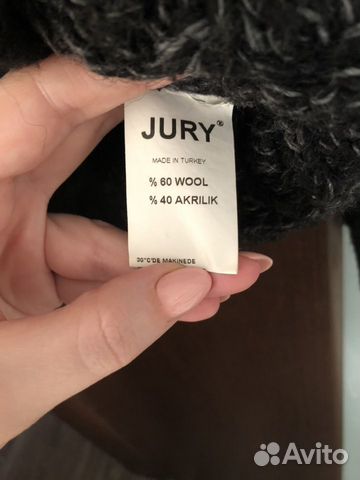 JURY®
MADE IN TURKEY
% 60 WOOL
% 40 AKRILIK
30°C'DE MAKINEDE
Avito